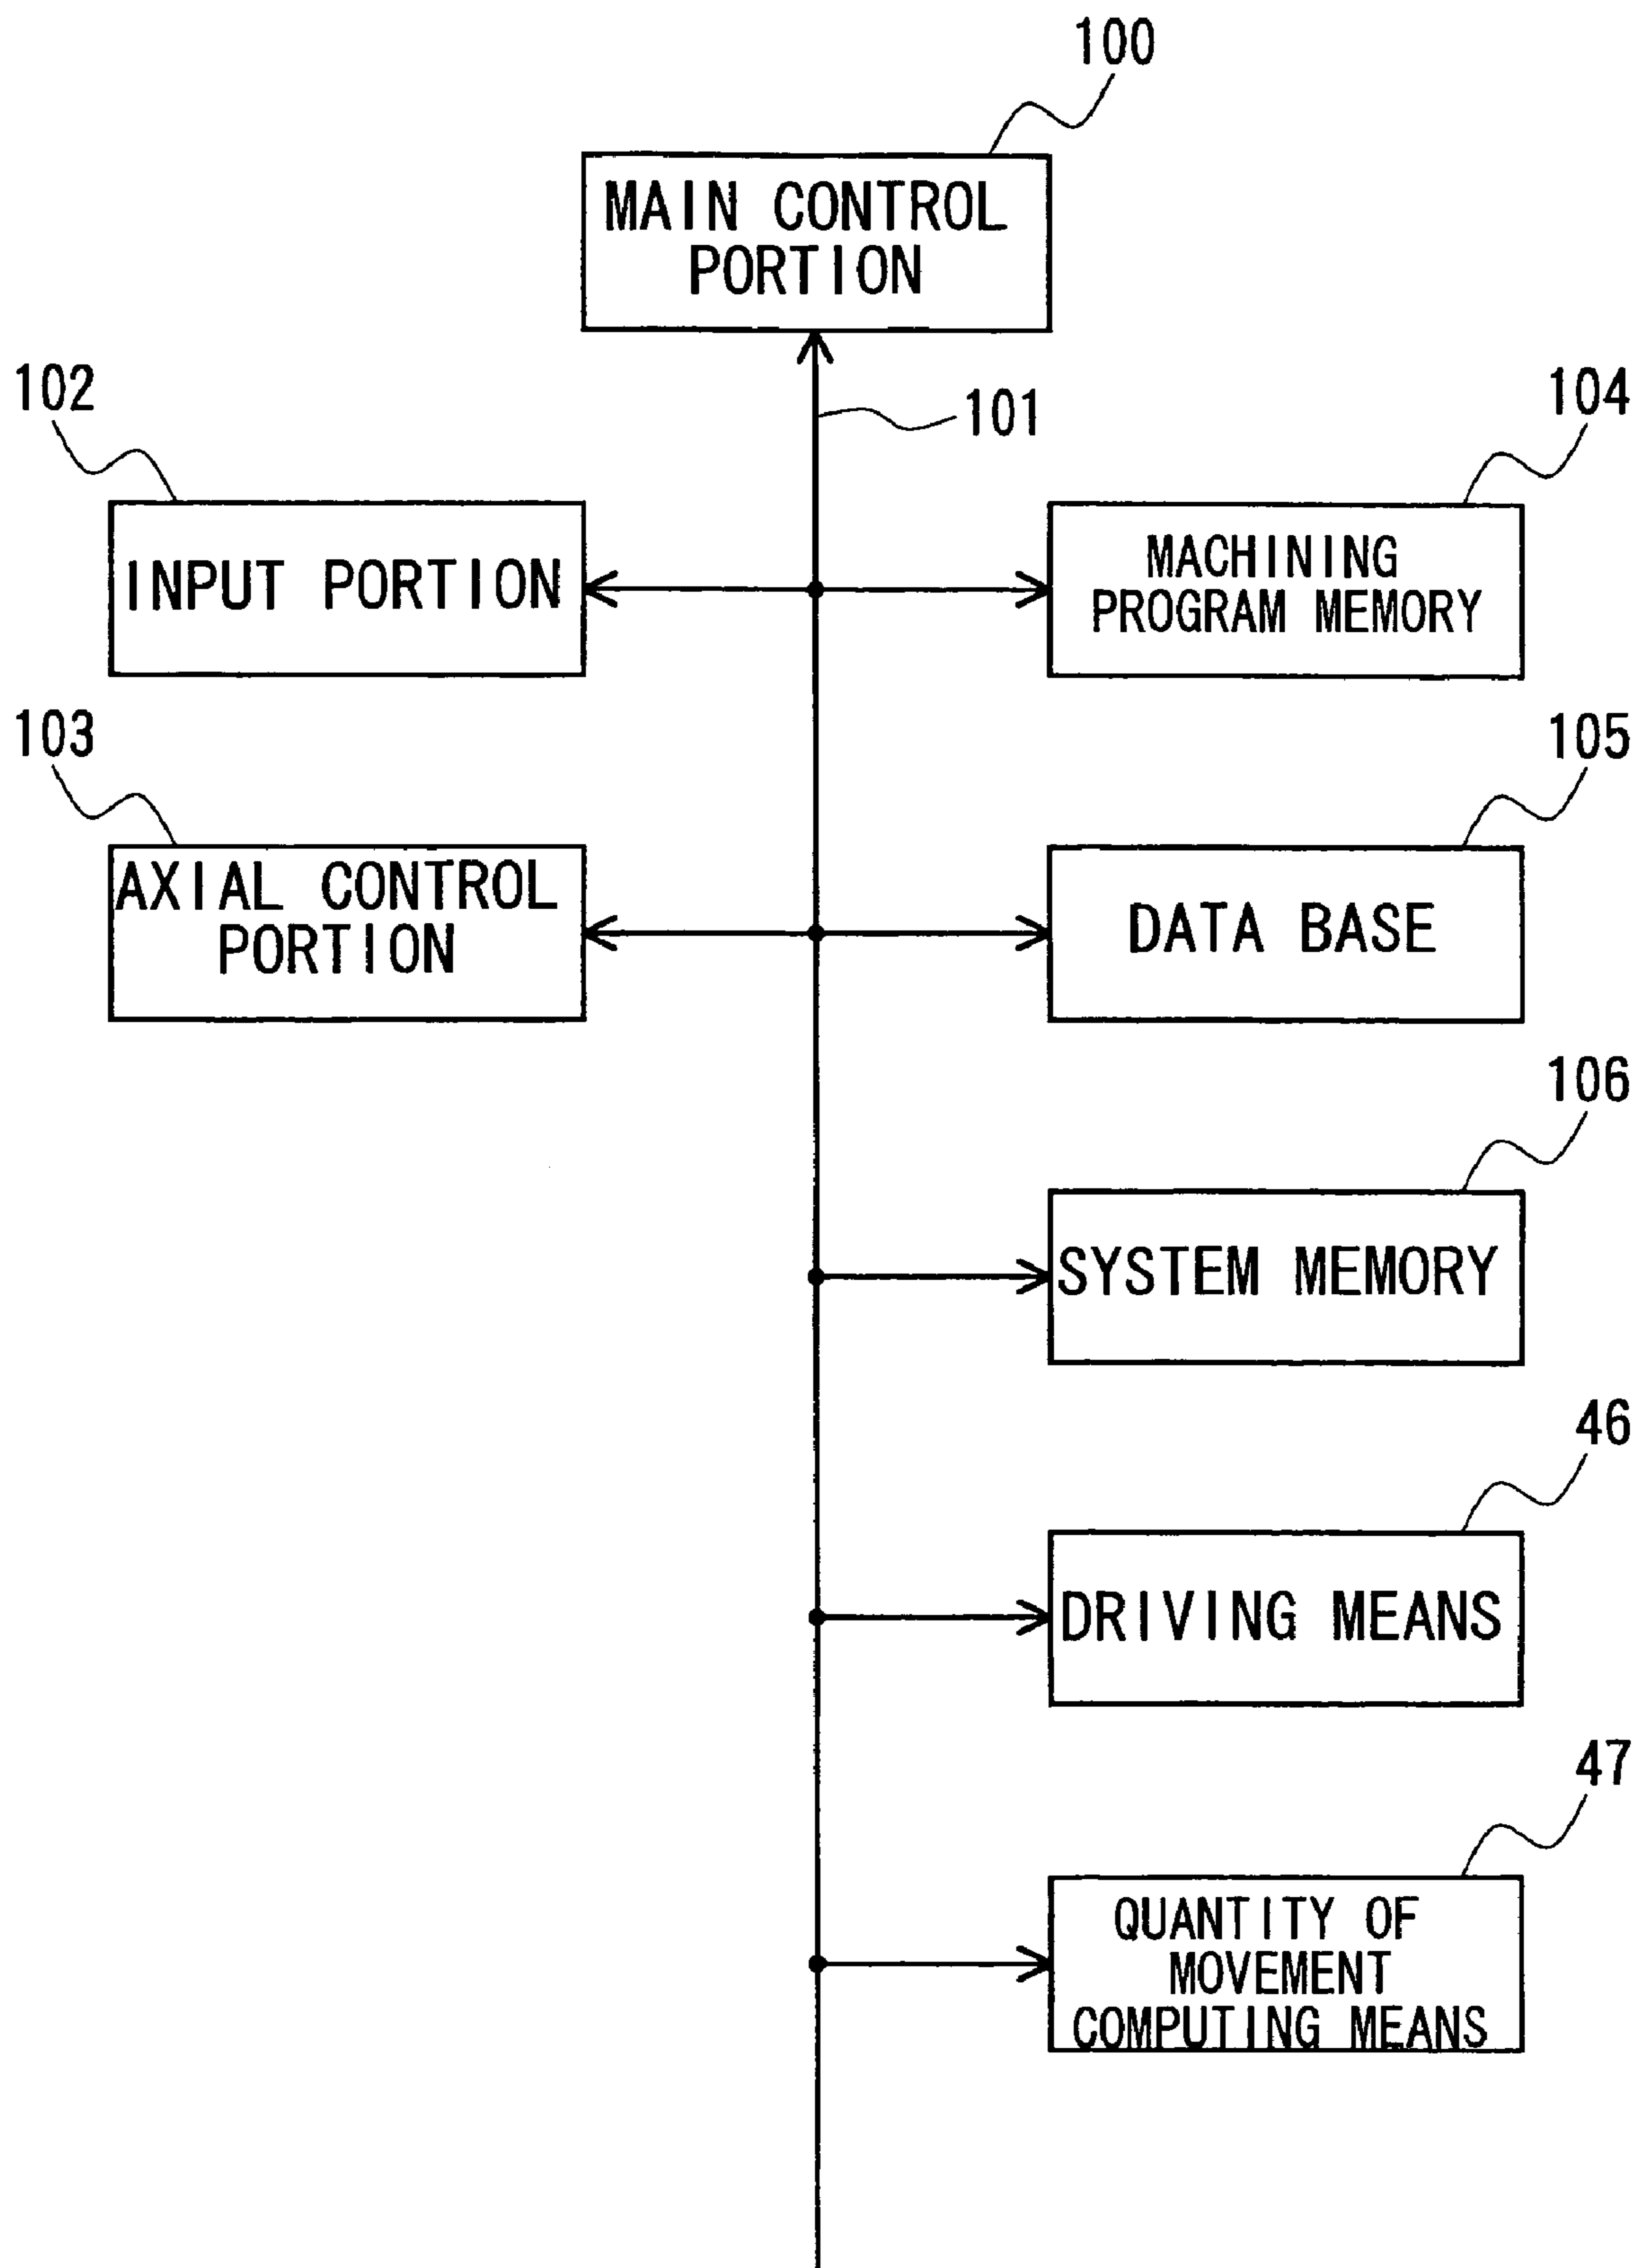 100
MAIN CONTROL
PORTION
101
102
INPUT PORTION
104
MACHINING
PROGRAM MEMORY
103
AXIAL CONTROL
PORTION
105
DATA BASE
106
SYSTEM MEMORY
46
DRIVING MEANS
47
QUANTITY OF
MOVEMENT
COMPUTING MEANS